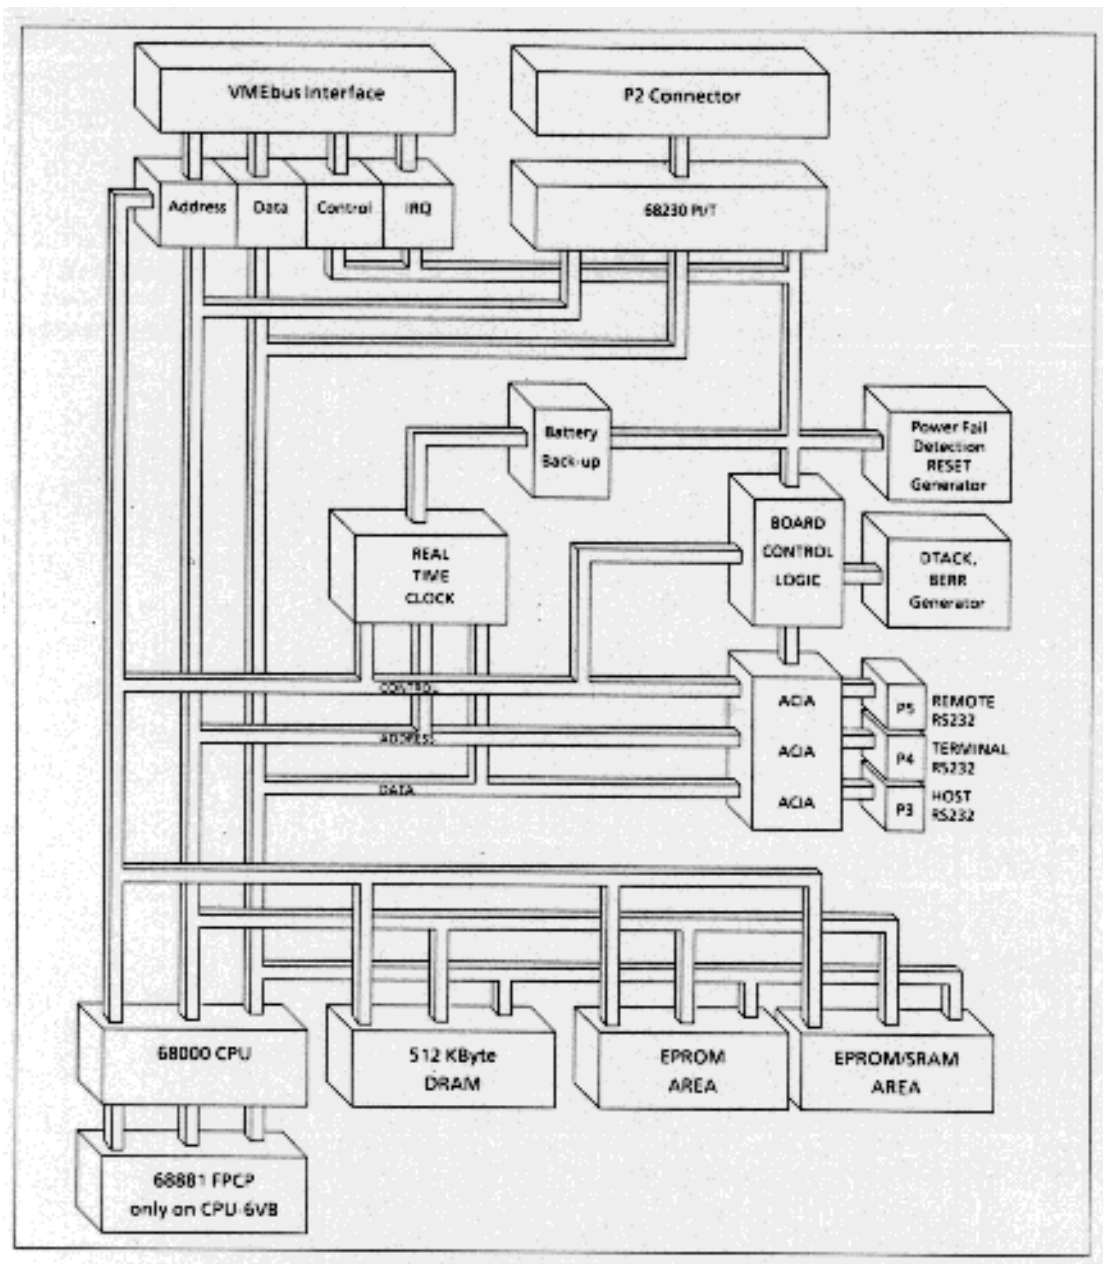 VMEbus Interface
P2 Connector
Address
Data
Control
IRQ
68230 PI/T
Battery
Back-up
Power Fail
Detection
RESET
Generator
REAL
TIME
CLOCK
BOARD
CONTROL
LOGIC
DTACK,
BERR
Generator
CONTROL
ADDRESS
DATA
ACIA
ACIA
ACIA
P5
REMOTE
RS232
P4
TERMINAL
RS232
P3
HOST
RS232
68000 CPU
512 KByte
DRAM
EPROM
AREA
EPROM/SRAM
AREA
68881 FPCP
only on CPU-6VB